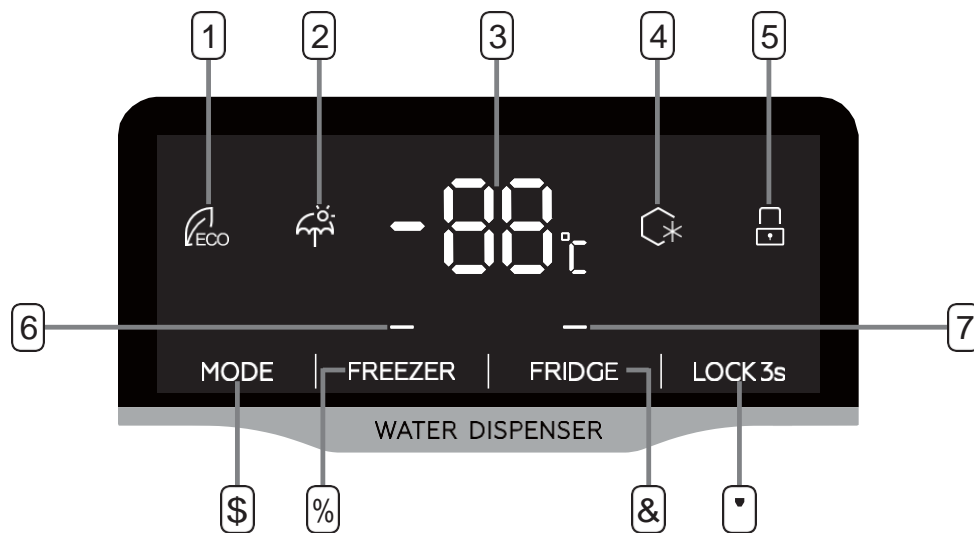 1 2 3 4 5
ECO -88°C
6 7
MODE FREEZER FRIDGE LOCK 3s
WATER DISPENSER
$ % & '